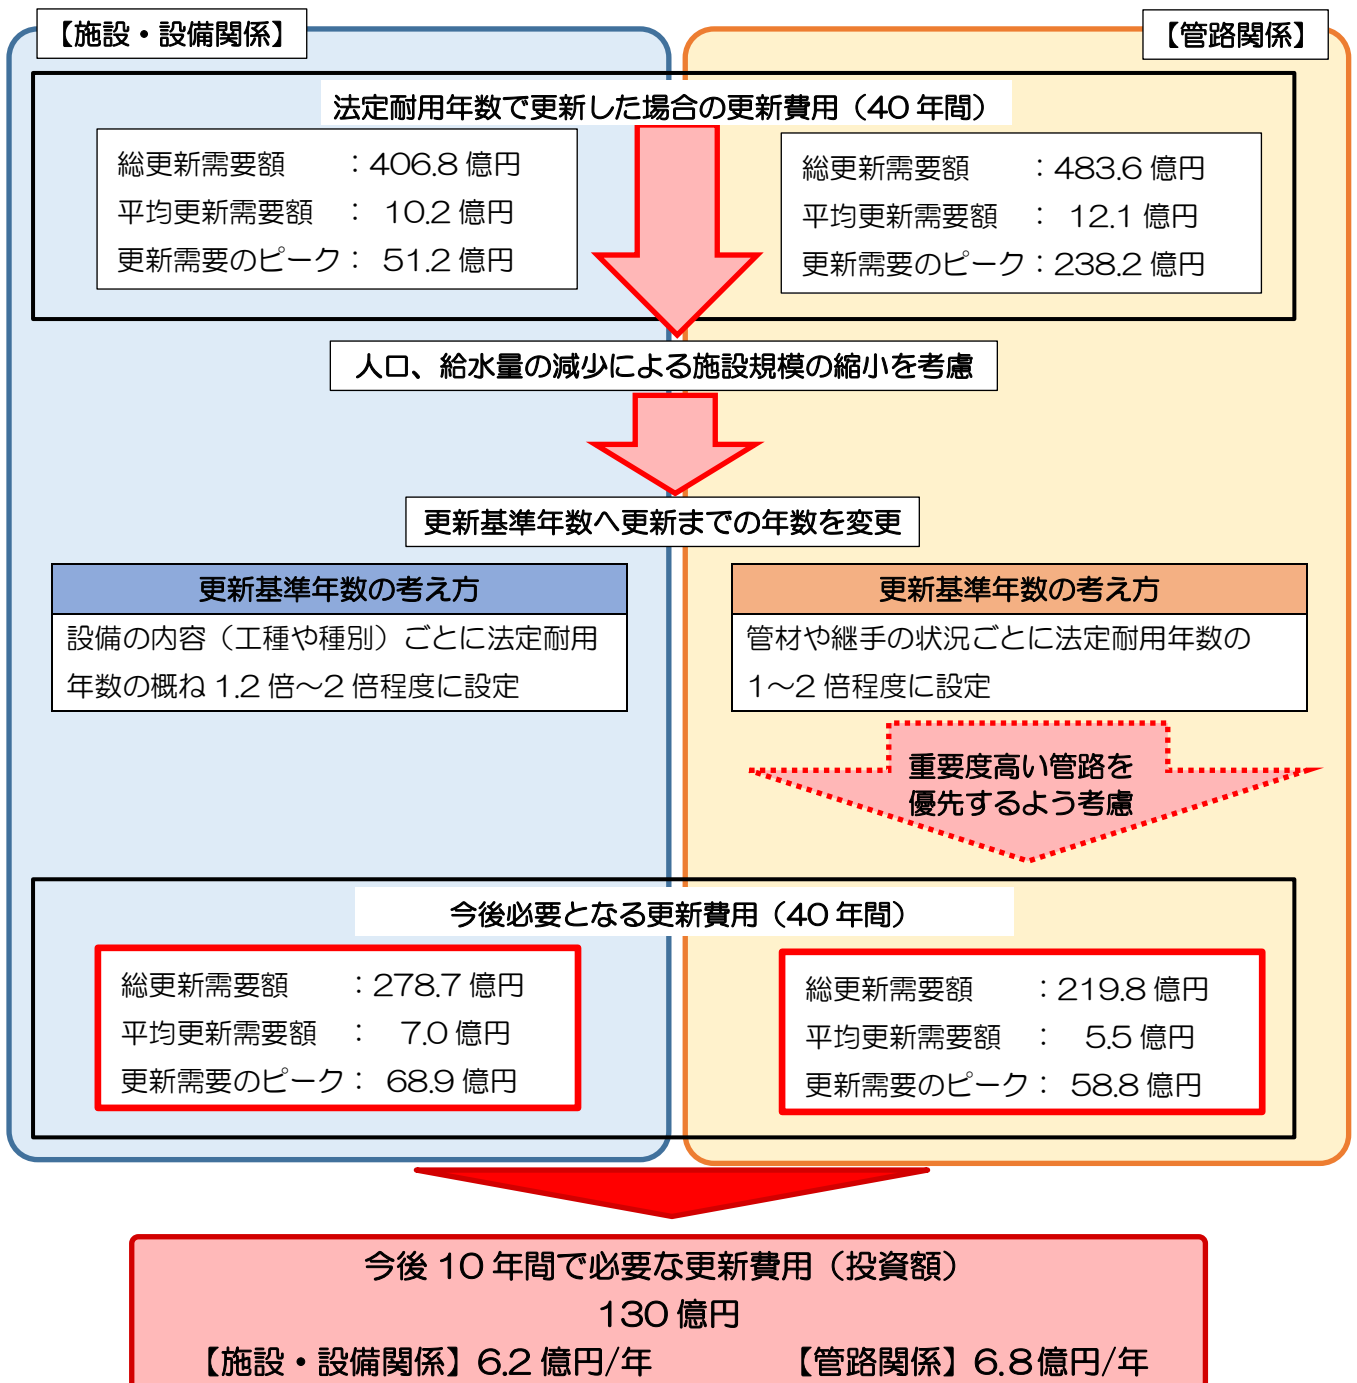 【施設・設備関係】
【管路関係】
法定耐用年数で更新した場合の更新費用（40 年間）
総更新需要額　　：406.8 億円
平均更新需要額　：　10.2 億円
更新需要のピーク：　51.2 億円
総更新需要額　　：483.6 億円
平均更新需要額　：　12.1 億円
更新需要のピーク：238.2 億円
人口、給水量の減少による施設規模の縮小を考慮
更新基準年数へ更新までの年数を変更
更新基準年数の考え方
設備の内容（工種や種別）ごとに法定耐用
年数の概ね 1.2 倍～2 倍程度に設定
更新基準年数の考え方
管材や継手の状況ごとに法定耐用年数の
1～2 倍程度に設定
重要度高い管路を
優先するよう考慮
今後必要となる更新費用（40 年間）
総更新需要額　　：278.7 億円
平均更新需要額　：　7.0 億円
更新需要のピーク：　68.9 億円
総更新需要額　　：219.8 億円
平均更新需要額　：　5.5 億円
更新需要のピーク：　58.8 億円
今後 10 年間で必要な更新費用（投資額）
130 億円
【施設・設備関係】6.2 億円/年　　　【管路関係】6.8億円/年